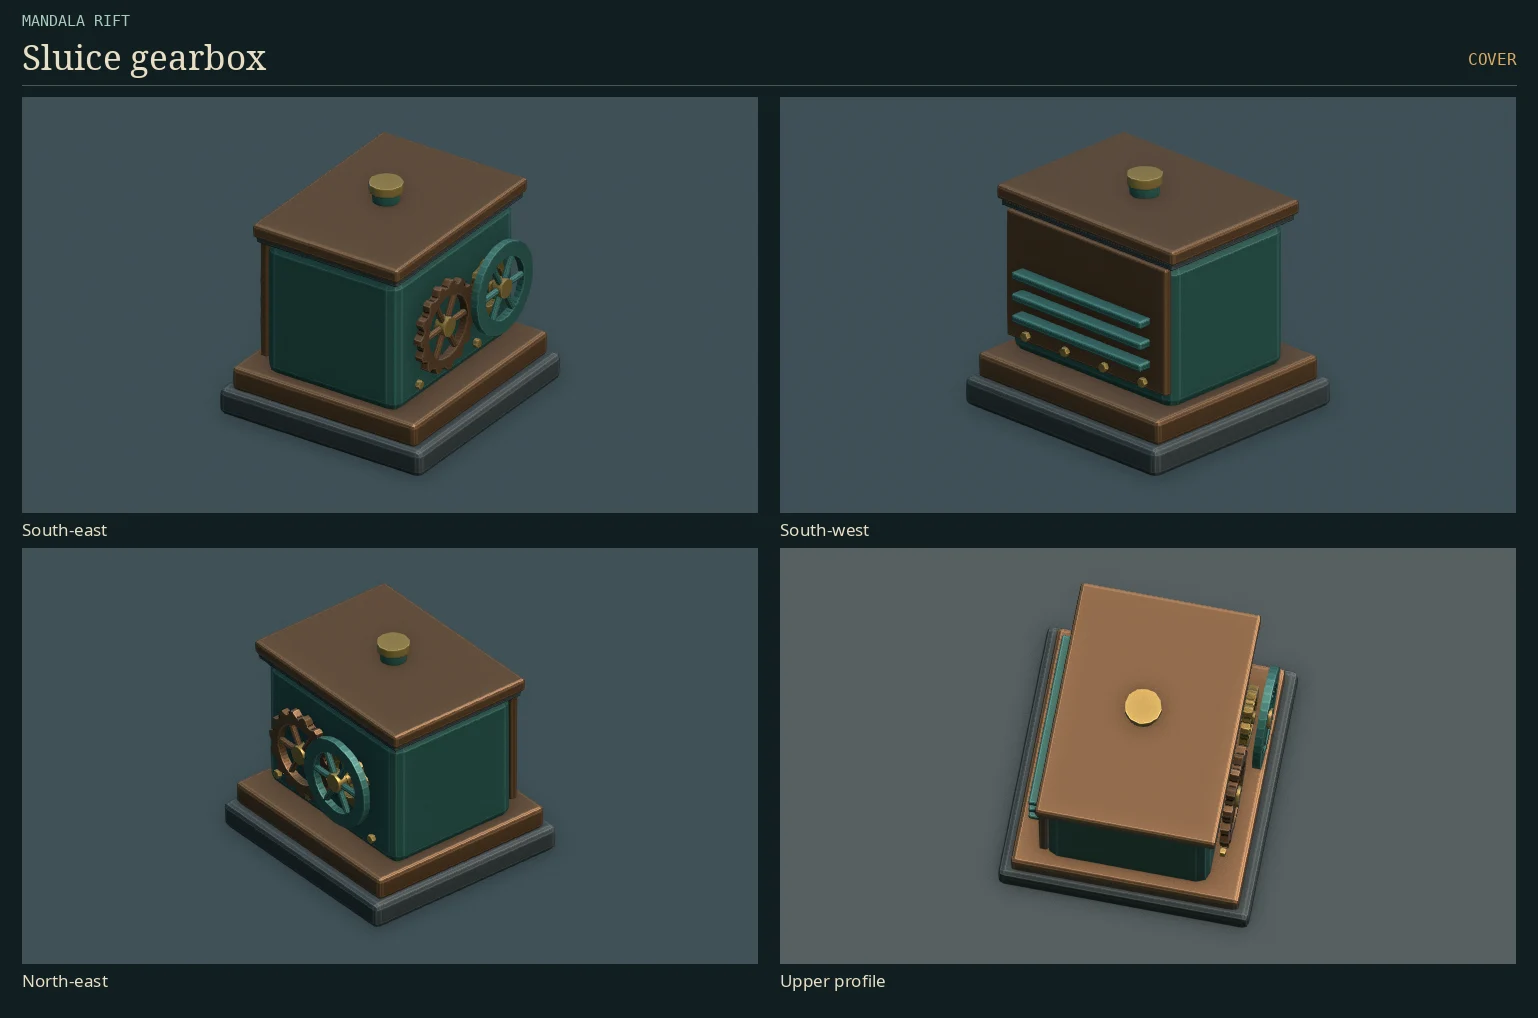 MANDALA RIFT
Sluice gearbox
COVER
South-east
South-west
North-east
Upper profile